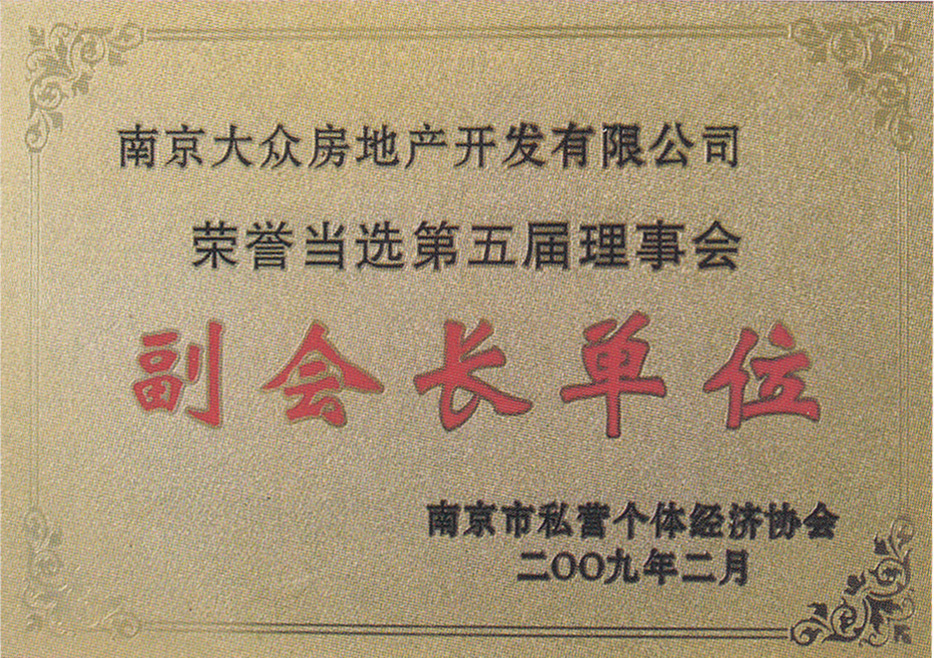 南京大众房地产开发有限公司
荣誉当选第五届理事会
副会长单位
南京市私营个体经济协会
二〇〇九年二月